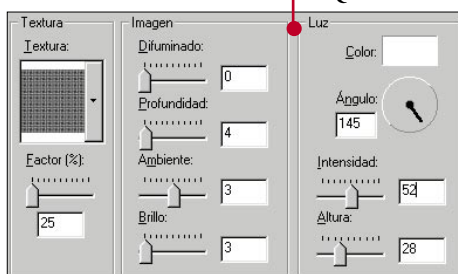 Textura
Textura:
Factor (%):
25
Imagen
Difuminado:
0
Profundidad:
4
Ambiente:
3
Brillo:
3
Luz
Color:
Ángulo:
145
Intensidad:
52
Altura:
28